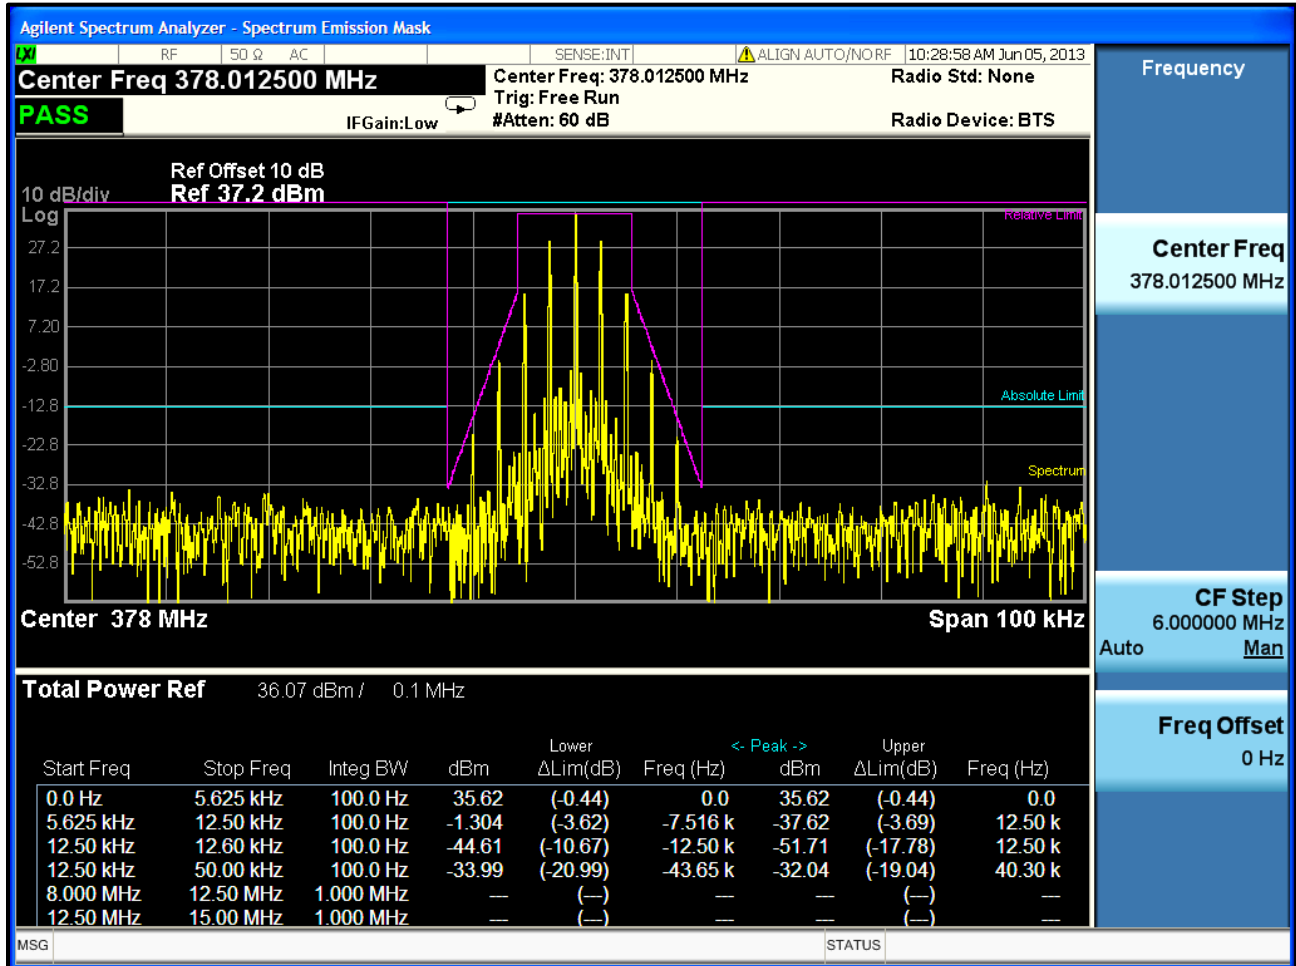 Agilent Spectrum Analyzer - Spectrum Emission Mask
LXI RF 50 Ω AC SENSE:INT ALIGN AUTO/NO RF 10:28:58 AM Jun 05, 2013
Center Freq 378.012500 MHz
Center Freq: 378.012500 MHz Radio Std: None
Trig: Free Run
PASS IFGain:Low #Atten: 60 dB Radio Device: BTS
Ref Offset 10 dB
10 dB/div Ref 37.2 dBm
Log
Relative Limit
27.2
17.2
7.20
-2.80
Absolute Limit
-12.8
-22.8
Spectrum
-32.8
-42.8
-52.8
Center 378 MHz Span 100 kHz
Total Power Ref 36.07 dBm / 0.1 MHz
Lower <- Peak -> Upper
Start Freq Stop Freq Integ BW dBm ΔLim(dB) Freq (Hz) dBm ΔLim(dB) Freq (Hz)
0.0 Hz 5.625 kHz 100.0 Hz 35.62 (-0.44) 0.0 35.62 (-0.44) 0.0
5.625 kHz 12.50 kHz 100.0 Hz -1.304 (-3.62) -7.516 k -37.62 (-3.69) 12.50 k
12.50 kHz 12.60 kHz 100.0 Hz -44.61 (-10.67) -12.50 k -51.71 (-17.78) 12.50 k
12.50 kHz 50.00 kHz 100.0 Hz -33.99 (-20.99) -43.65 k -32.04 (-19.04) 40.30 k
8.000 MHz 12.50 MHz 1.000 MHz --- (---) --- --- (---) ---
12.50 MHz 15.00 MHz 1.000 MHz --- (---) --- --- (---) ---
MSG STATUS
Frequency
Center Freq
378.012500 MHz
CF Step
6.000000 MHz
Auto Man
Freq Offset
0 Hz